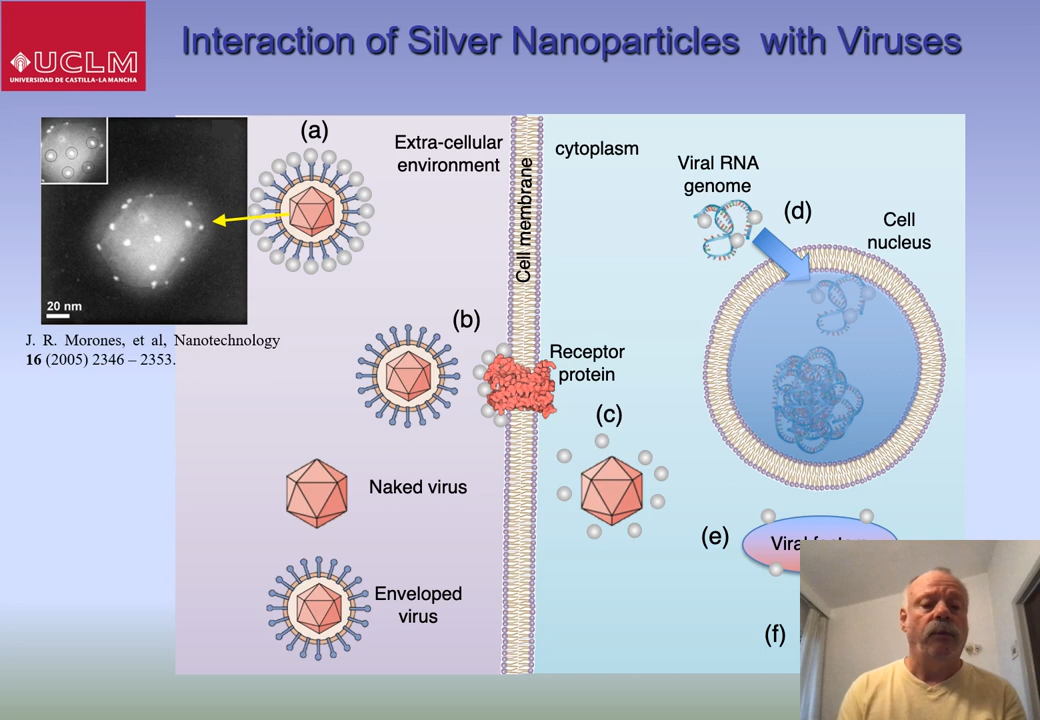 Interaction of Silver Nanoparticles with Viruses
UCLM
UNIVERSIDAD DE CASTILLA-LA MANCHA
(a)
Extra-cellular
environment
cytoplasm
Cell membrane
Viral RNA
genome
(d)
Cell
nucleus
20 nm
J. R. Morones, et al, Nanotechnology
16 (2005) 2346 – 2353.
(b)
Receptor
protein
(c)
Naked virus
(e)
Viral
Enveloped
virus
(f)